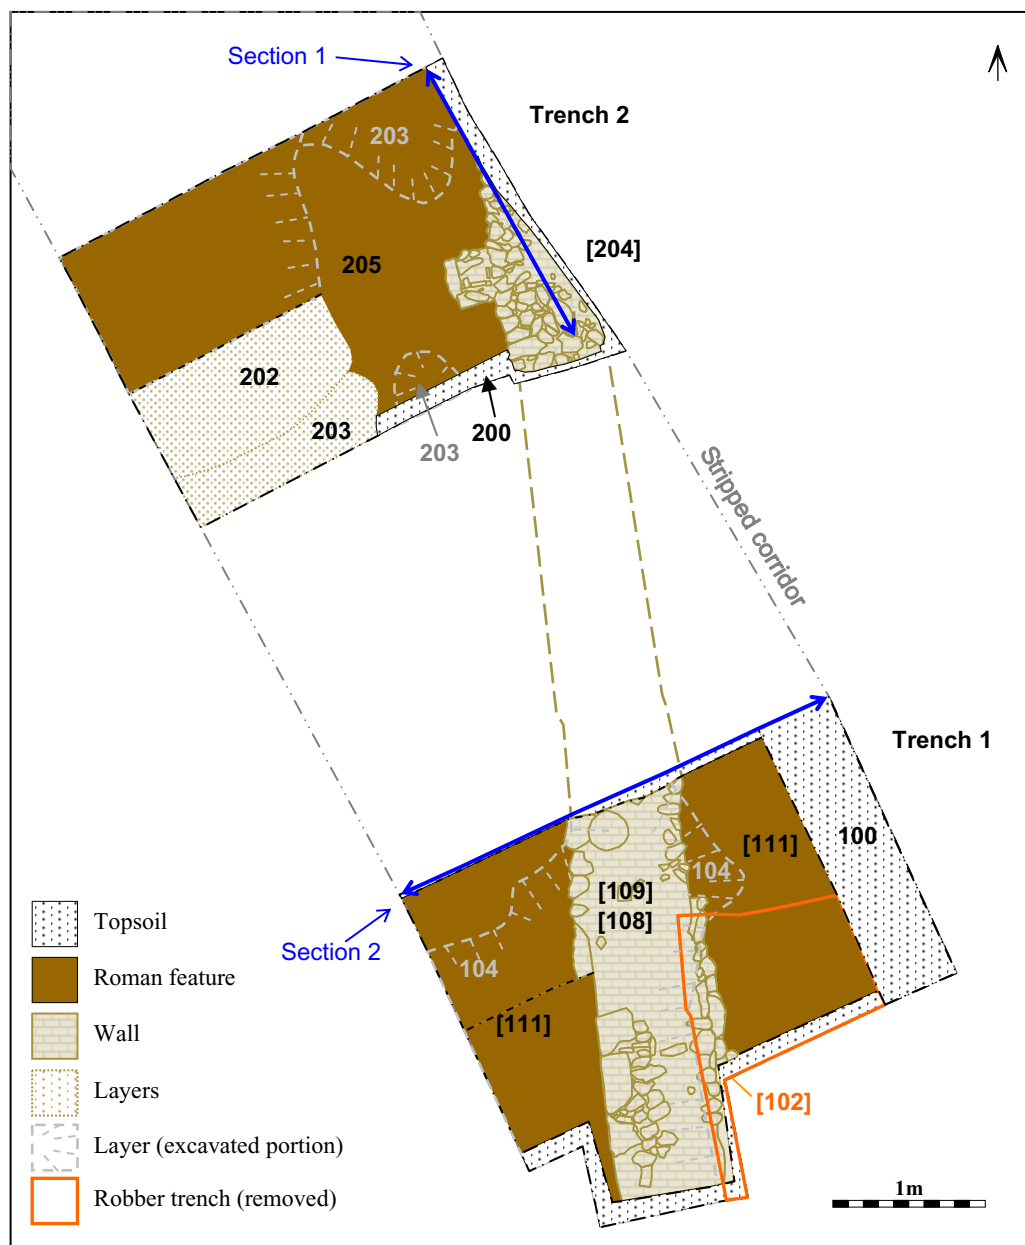 Section 1
Trench 2
203
[204]
205
202
203
200
203
Stripped corridor
Trench 1
[111]
100
104
[109]
[108]
Section 2
104
[111]
[102]
Topsoil
Roman feature
Wall
Layers
Layer (excavated portion)
Robber trench (removed)
1m